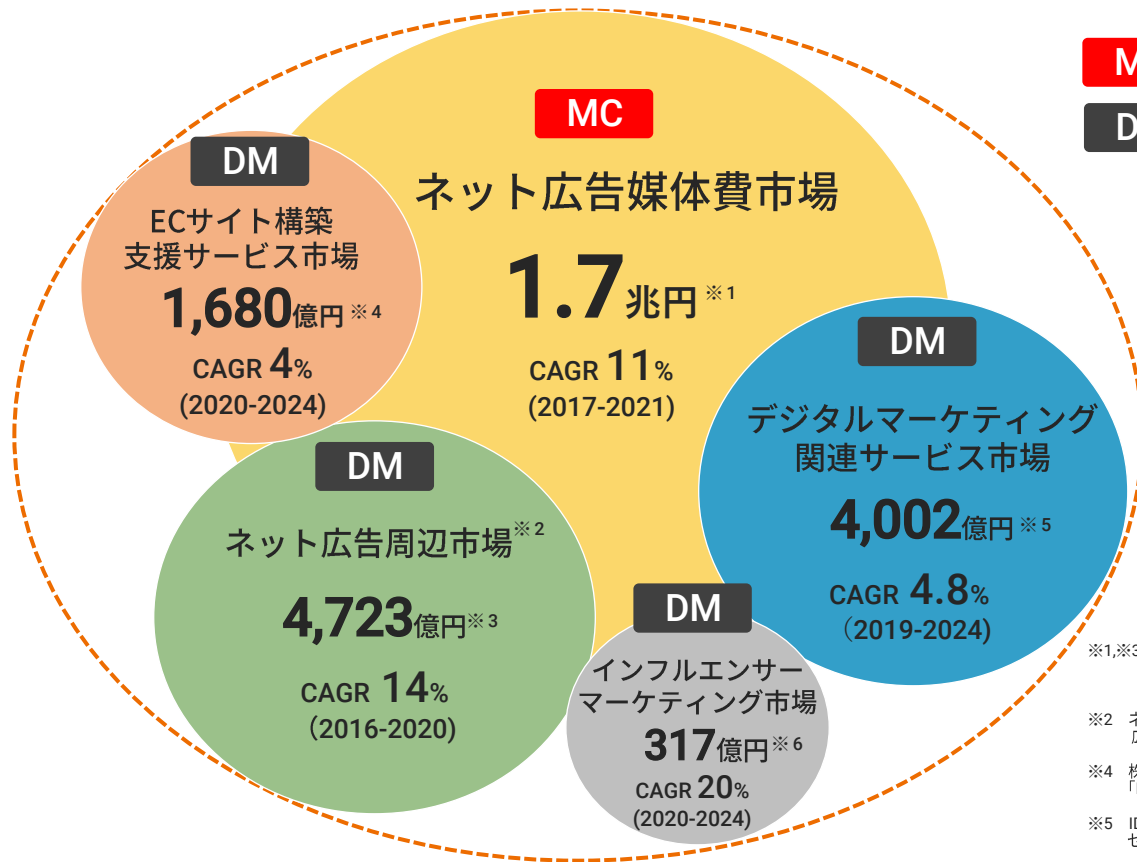 MC
ネット広告媒体費市場
1.7兆円 ※1
CAGR 11%
(2017-2021)
DM
ECサイト構築
支援サービス市場
1,680億円 ※4
CAGR 4%
(2020-2024)
DM
デジタルマーケティング
関連サービス市場
4,002億円 ※5
CAGR 4.8%
（2019-2024)
DM
ネット広告周辺市場※2
4,723億円※3
CAGR 14%
（2016-2020)
DM
インフルエンサー
マーケティング市場
317億円※6
CAGR 20%
(2020-2024)
※1,※3
※2
※4
※5